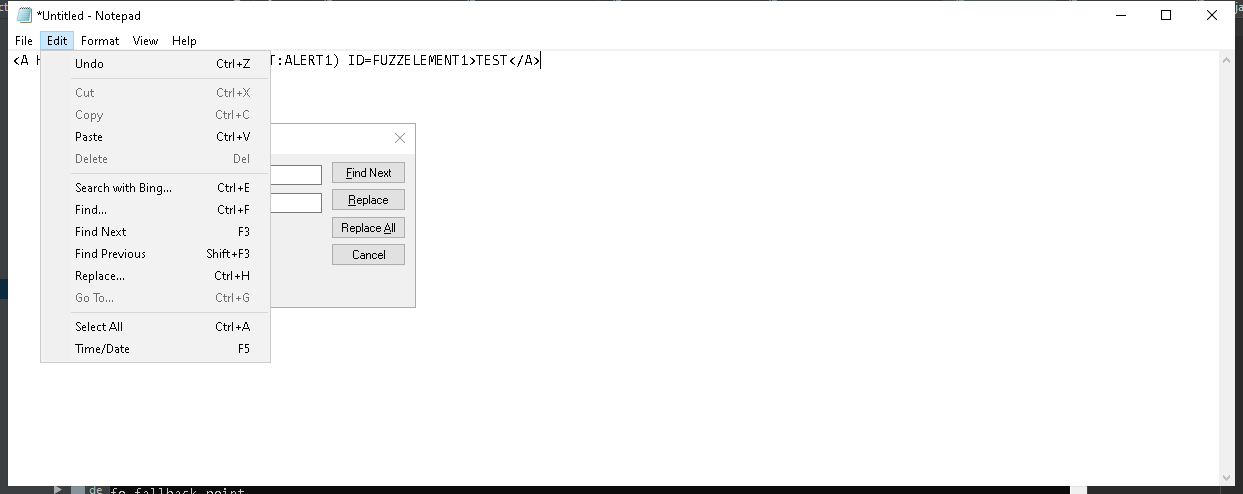 *Untitled - Notepad
File Edit Format View Help
<A H T:ALERT1) ID=FUZZELEMENT1>TEST</A>
Undo Ctrl+Z
Cut Ctrl+X
Copy Ctrl+C
Paste Ctrl+V
Delete Del
Search with Bing... Ctrl+E
Find... Ctrl+F
Find Next F3
Find Previous Shift+F3
Replace... Ctrl+H
Go To... Ctrl+G
Select All Ctrl+A
Time/Date F5
Find Next
Replace
Replace All
Cancel
de fo fallback point